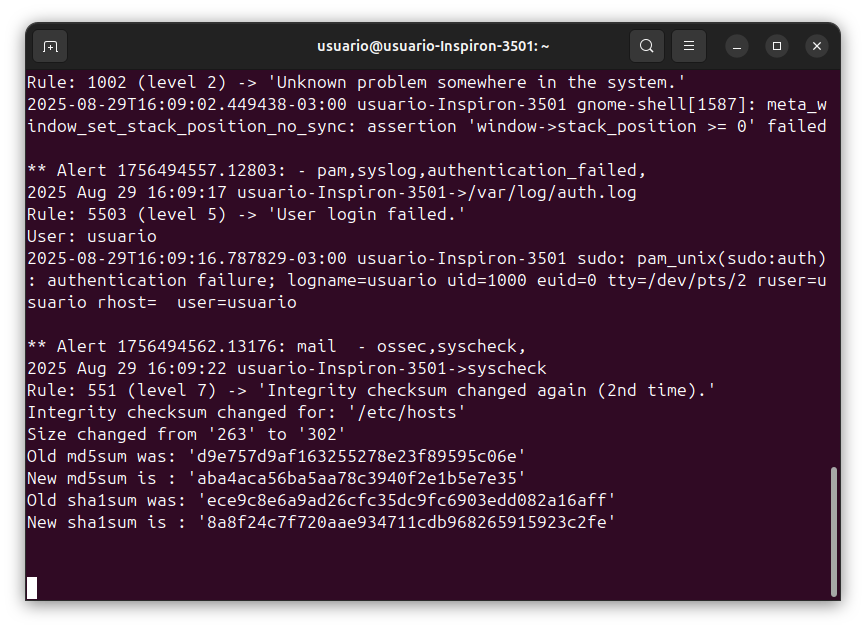 usuario@usuario-Inspiron-3501: ~
Rule: 1002 (level 2) -> 'Unknown problem somewhere in the system.'
2025-08-29T16:09:02.449438-03:00 usuario-Inspiron-3501 gnome-shell[1587]: meta_w
indow_set_stack_position_no_sync: assertion 'window->stack_position >= 0' failed
** Alert 1756494557.12803: - pam,syslog,authentication_failed,
2025 Aug 29 16:09:17 usuario-Inspiron-3501->/var/log/auth.log
Rule: 5503 (level 5) -> 'User login failed.'
User: usuario
2025-08-29T16:09:16.787829-03:00 usuario-Inspiron-3501 sudo: pam_unix(sudo:auth)
: authentication failure; logname=usuario uid=1000 euid=0 tty=/dev/pts/2 ruser=u
suario rhost=  user=usuario
** Alert 1756494562.13176: mail  - ossec,syscheck,
2025 Aug 29 16:09:22 usuario-Inspiron-3501->syscheck
Rule: 551 (level 7) -> 'Integrity checksum changed again (2nd time).'
Integrity checksum changed for: '/etc/hosts'
Size changed from '263' to '302'
Old md5sum was: 'd9e757d9af163255278e23f89595c06e'
New md5sum is : 'aba4aca56ba5aa78c3940f2e1b5e7e35'
Old sha1sum was: 'ece9c8e6a9ad26cfc35dc9fc6903edd082a16aff'
New sha1sum is : '8a8f24c7f720aae934711cdb968265915923c2fe'